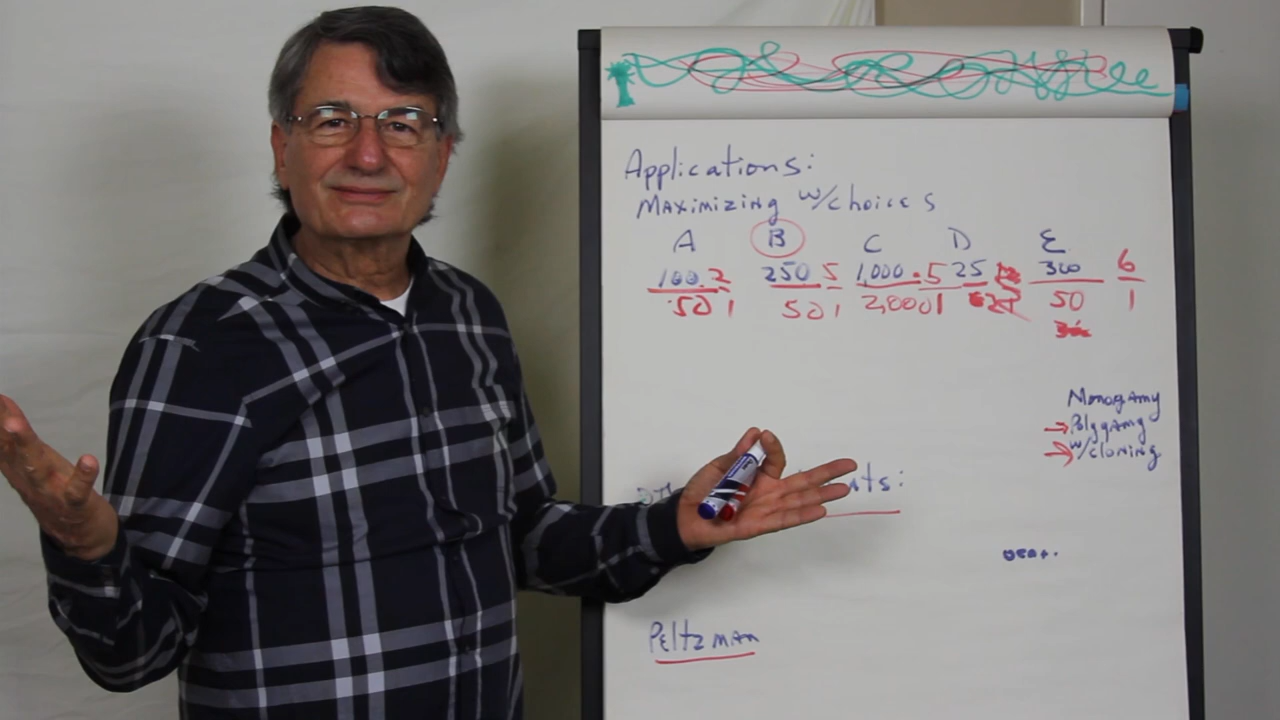 Applications:
Maximizing w/choices
A B C D E
100 2 250 5 1,000 .5 25 300 6
50 1 50 1 2,000 1 50 1
Monogamy
→Polygamy
→w/cloning
Peltzman